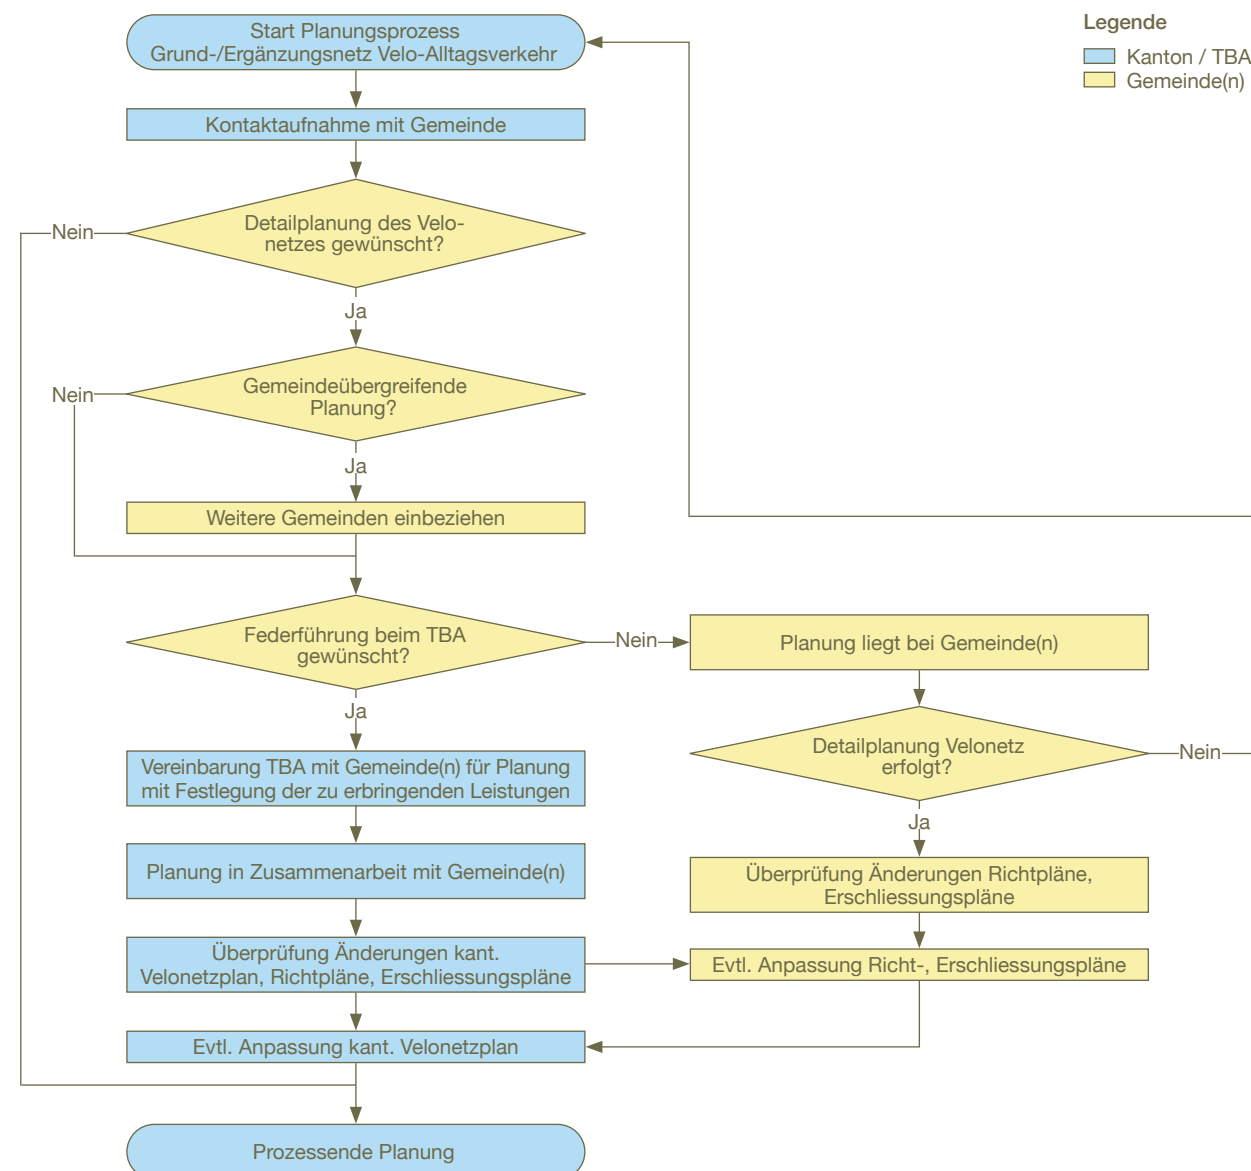 Start Planungsprozess
Grund-/Ergänzungsnetz Velo-Alltagsverkehr
Legende
Kanton / TBA
Gemeinde(n)
Kontaktaufnahme mit Gemeinde
Detailplanung des Velo-
netzes gewünscht?
Nein
Ja
Gemeindeübergreifende
Planung?
Nein
Ja
Weitere Gemeinden einbeziehen
Federführung beim TBA
gewünscht?
Nein
Planung liegt bei Gemeinde(n)
Ja
Detailplanung Velonetz
erfolgt?
Nein
Vereinbarung TBA mit Gemeinde(n) für Planung
mit Festlegung der zu erbringenden Leistungen
Ja
Planung in Zusammenarbeit mit Gemeinde(n)
Überprüfung Änderungen Richtpläne,
Erschliessungspläne
Überprüfung Änderungen kant.
Velonetzplan, Richtpläne, Erschliessungspläne
Evtl. Anpassung Richt-, Erschliessungspläne
Evtl. Anpassung kant. Velonetzplan
Prozessende Planung